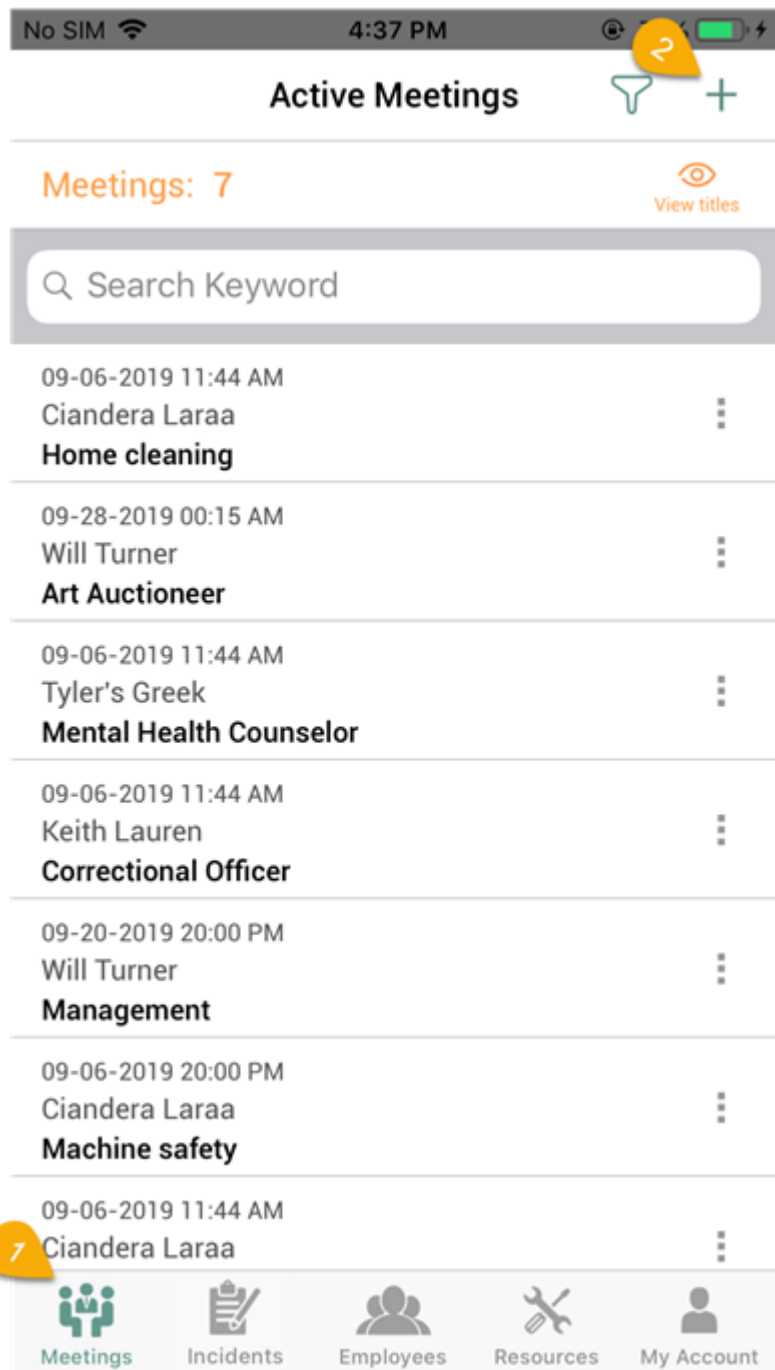 No SIM 4:37 PM
2
Active Meetings
Meetings: 7
View titles
Search Keyword
09-06-2019 11:44 AM
Ciandera Laraa
Home cleaning
09-28-2019 00:15 AM
Will Turner
Art Auctioneer
09-06-2019 11:44 AM
Tyler's Greek
Mental Health Counselor
09-06-2019 11:44 AM
Keith Lauren
Correctional Officer
09-20-2019 20:00 PM
Will Turner
Management
09-06-2019 20:00 PM
Ciandera Laraa
Machine safety
09-06-2019 11:44 AM
1 Ciandera Laraa
Meetings Incidents Employees Resources My Account